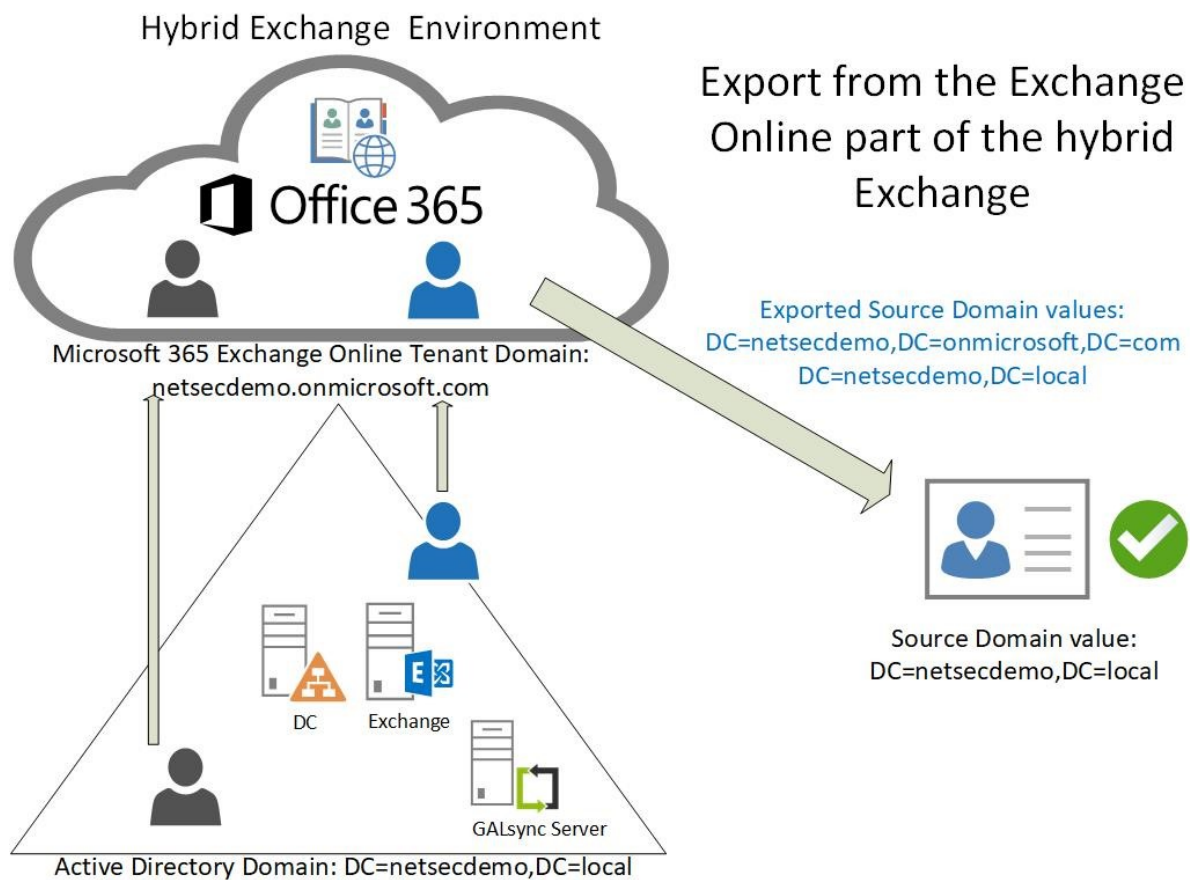 Hybrid Exchange Environment
Export from the Exchange
Online part of the hybrid
Exchange
Office 365
Exported Source Domain values:
DC=netsecdemo,DC=onmicrosoft,DC=com
DC=netsecdemo,DC=local
Microsoft 365 Exchange Online Tenant Domain:
netsecdemo.onmicrosoft.com
E
DC
Exchange
Source Domain value:
DC=netsecdemo,DC=local
GALsync Server
Active Directory Domain: DC=netsecdemo,DC=local